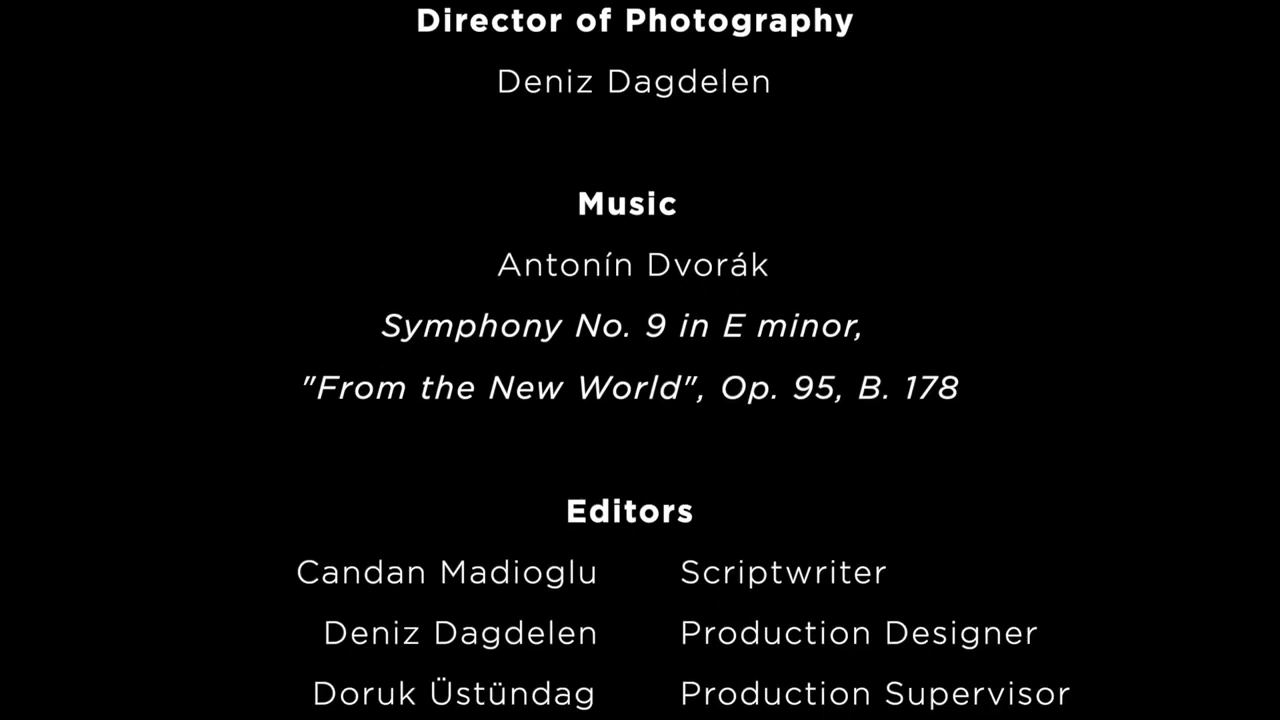 Director of Photography
Deniz Dagdelen
Music
Antonín Dvorák
Symphony No. 9 in E minor,
"From the New World", Op. 95, B. 178
Editors
Candan Madioglu Scriptwriter
Deniz Dagdelen Production Designer
Doruk Üstündag Production Supervisor